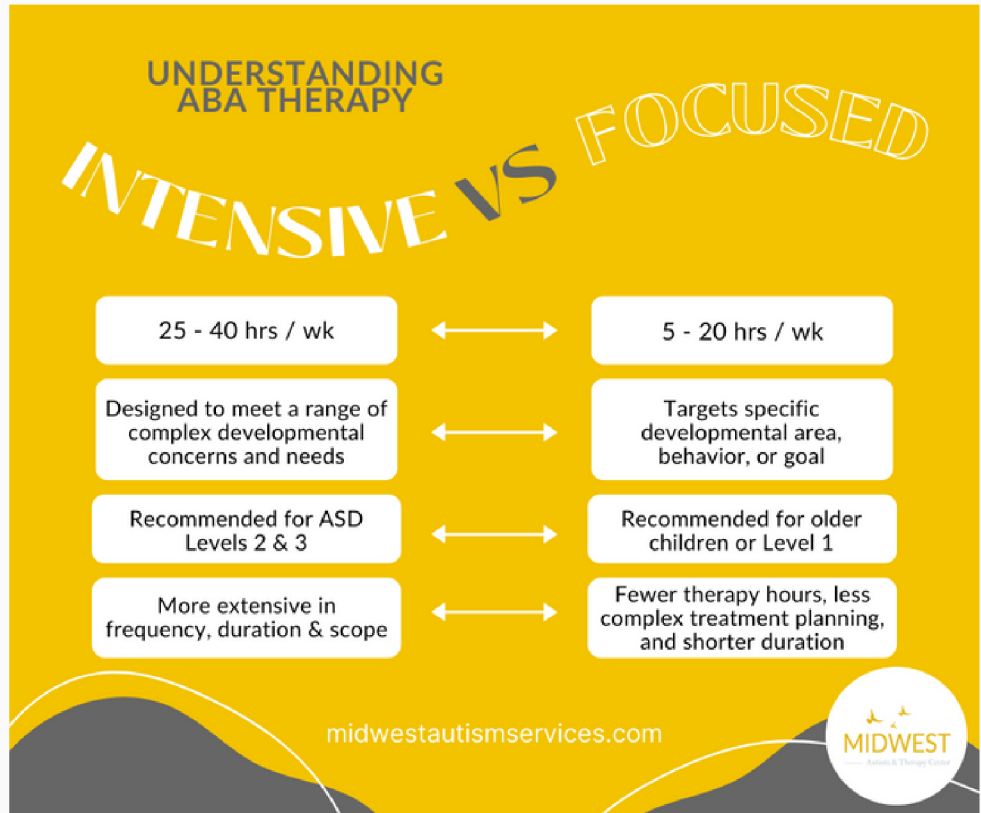 UNDERSTANDING
ABA THERAPY
INTENSIVE VS FOCUSED
25 - 40 hrs / wk
5 - 20 hrs / wk
Designed to meet a range of
complex developmental
concerns and needs
Targets specific
developmental area,
behavior, or goal
Recommended for ASD
Levels 2 & 3
Recommended for older
children or Level 1
More extensive in
frequency, duration & scope
Fewer therapy hours, less
complex treatment planning,
and shorter duration
midwestautismservices.com
MIDWEST
Autism & Therapy Center